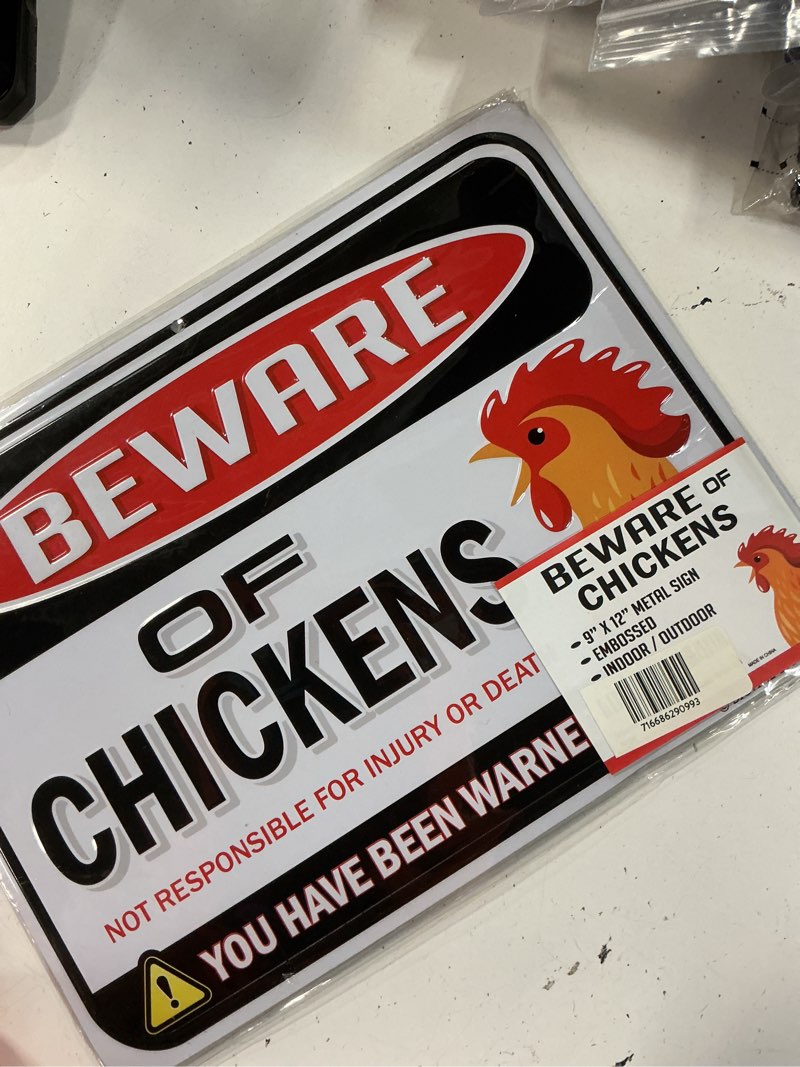 BEWARE
OF
CHICKENS
NOT RESPONSIBLE FOR INJURY OR DEAT
YOU HAVE BEEN WARNE
BEWARE OF
CHICKENS
- 9" X 12" METAL SIGN
- EMBOSSED
- INDOOR / OUTDOOR
MADE IN CHINA
716686290993